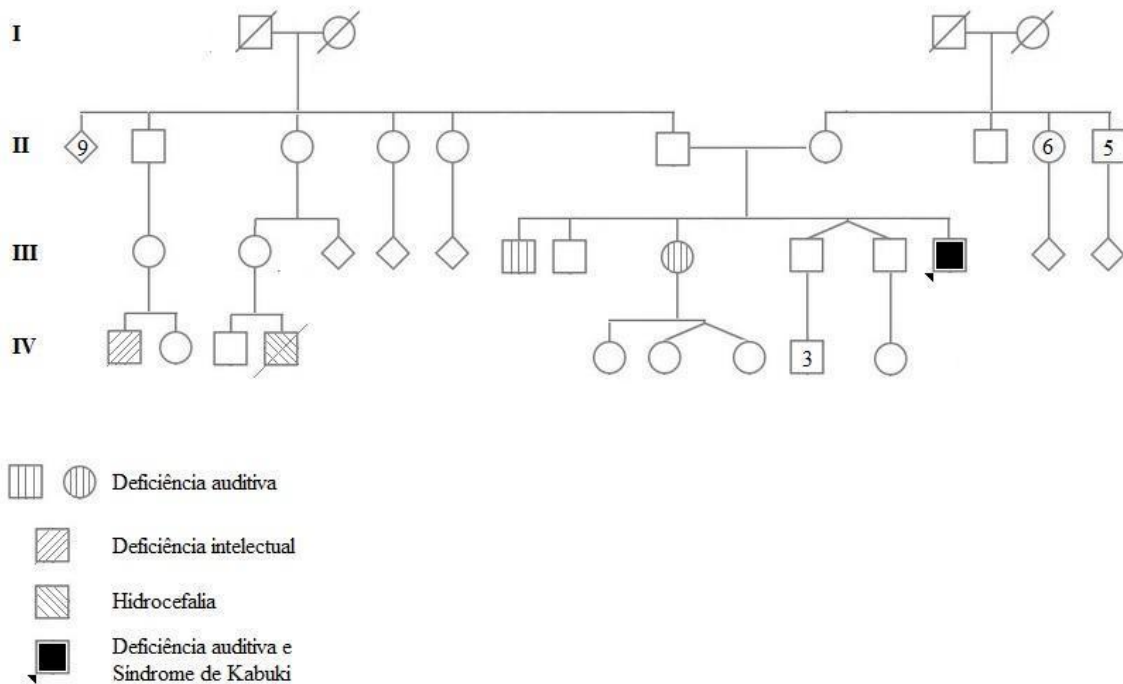 I
II
9
6
5
III
IV
3
Deficiência auditiva
Deficiência intelectual
Hidrocefalia
Deficiência auditiva e
Síndrome de Kabuki